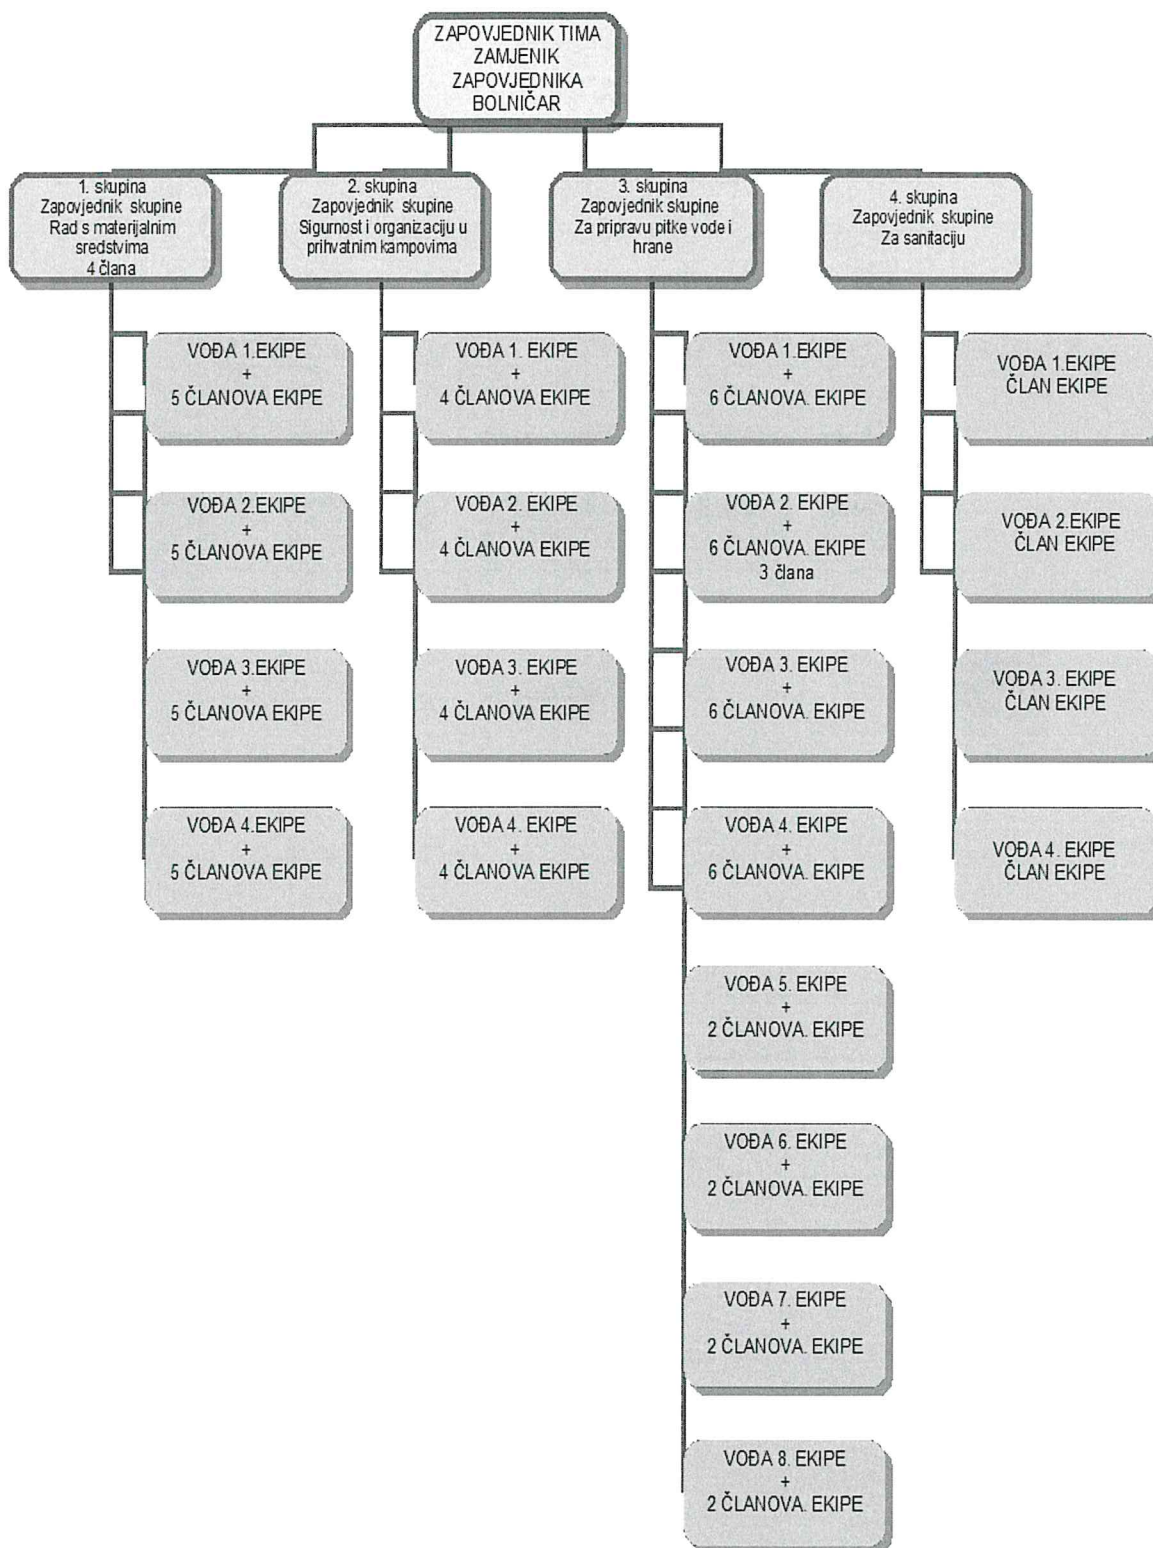 ZAPOVJEDNIK TIMA
ZAMJENIK
ZAPOVJEDNIKA
BOLNIČAR
1. skupina
Zapovjednik skupine
Rad s materijalnim
sredstvima
4 člana
2. skupina
Zapovjednik skupine
Sigurnost i organizaciju u
prihvatnim kampovima
3. skupina
Zapovjednik skupine
Za pripravu pitke vode i
hrane
4. skupina
Zapovjednik skupine
Za sanitaciju
VOĐA 1.EKIPE
+
5 ČLANOVA EKIPE
VOĐA 2.EKIPE
+
5 ČLANOVA EKIPE
VOĐA 3.EKIPE
+
5 ČLANOVA EKIPE
VOĐA 4.EKIPE
+
5 ČLANOVA EKIPE
VOĐA 1. EKIPE
+
4 ČLANOVA EKIPE
VOĐA 2. EKIPE
+
4 ČLANOVA EKIPE
VOĐA 3. EKIPE
+
4 ČLANOVA EKIPE
VOĐA 4. EKIPE
+
4 ČLANOVA EKIPE
VOĐA 1.EKIPE
+
6 ČLANOVA. EKIPE
VOĐA 2. EKIPE
+
6 ČLANOVA. EKIPE
3 člana
VOĐA 3. EKIPE
+
6 ČLANOVA. EKIPE
VOĐA 4. EKIPE
+
6 ČLANOVA. EKIPE
VOĐA 5. EKIPE
+
2 ČLANOVA. EKIPE
VOĐA 6. EKIPE
+
2 ČLANOVA. EKIPE
VOĐA 7. EKIPE
+
2 ČLANOVA. EKIPE
VOĐA 8. EKIPE
+
2 ČLANOVA. EKIPE
VOĐA 1.EKIPE
ČLAN EKIPE
VOĐA 2.EKIPE
ČLAN EKIPE
VOĐA 3. EKIPE
ČLAN EKIPE
VOĐA 4. EKIPE
ČLAN EKIPE